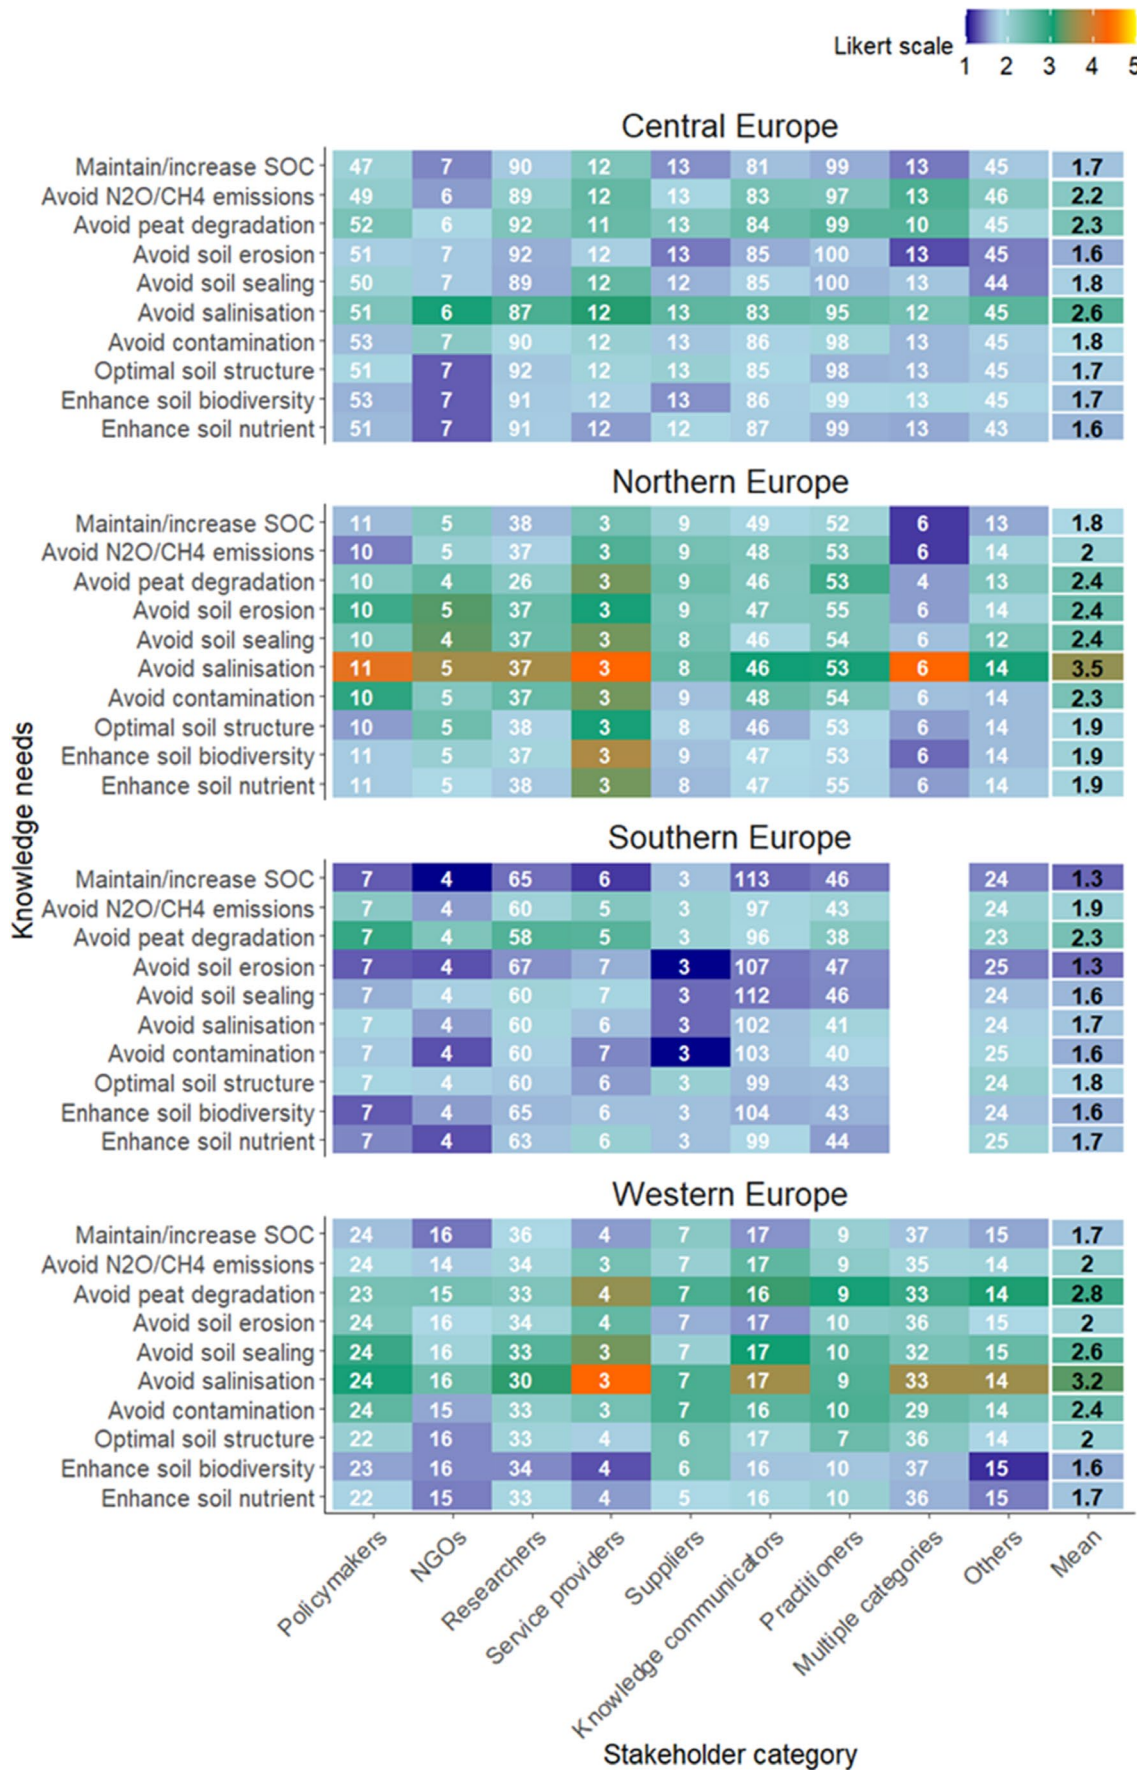 Likert scale
1 2 3 4 5
Central Europe
Maintain/increase SOC 47 7 90 12 13 81 99 13 45 1.7
Avoid N2O/CH4 emissions 49 6 89 12 13 83 97 13 46 2.2
Avoid peat degradation 52 6 92 11 13 84 99 10 45 2.3
Avoid soil erosion 51 7 92 12 13 85 100 13 45 1.6
Avoid soil sealing 50 7 89 12 12 85 100 13 44 1.8
Avoid salinisation 51 6 87 12 13 83 95 12 45 2.6
Avoid contamination 53 7 90 12 13 86 98 13 45 1.8
Optimal soil structure 51 7 92 12 13 85 98 13 45 1.7
Enhance soil biodiversity 53 7 91 12 13 86 99 13 45 1.7
Enhance soil nutrient 51 7 91 12 12 87 99 13 43 1.6
Northern Europe
Maintain/increase SOC 11 5 38 3 9 49 52 6 13 1.8
Avoid N2O/CH4 emissions 10 5 37 3 9 48 53 6 14 2
Avoid peat degradation 10 4 26 3 9 46 53 4 13 2.4
Avoid soil erosion 10 5 37 3 9 47 55 6 14 2.4
Avoid soil sealing 10 4 37 3 8 46 54 6 12 2.4
Avoid salinisation 11 5 37 3 8 46 53 6 14 3.5
Avoid contamination 10 5 37 3 9 48 54 6 14 2.3
Optimal soil structure 10 5 38 3 8 46 53 6 14 1.9
Enhance soil biodiversity 11 5 37 3 9 47 53 6 14 1.9
Enhance soil nutrient 11 5 38 3 8 47 55 6 14 1.9
Knowledge needs
Southern Europe
Maintain/increase SOC 7 4 65 6 3 113 46 24 1.3
Avoid N2O/CH4 emissions 7 4 60 5 3 97 43 24 1.9
Avoid peat degradation 7 4 58 5 3 96 38 23 2.3
Avoid soil erosion 7 4 67 7 3 107 47 25 1.3
Avoid soil sealing 7 4 60 7 3 112 46 24 1.6
Avoid salinisation 7 4 60 6 3 102 41 24 1.7
Avoid contamination 7 4 60 7 3 103 40 25 1.6
Optimal soil structure 7 4 60 6 3 99 43 24 1.8
Enhance soil biodiversity 7 4 65 6 3 104 43 24 1.6
Enhance soil nutrient 7 4 63 6 3 99 44 25 1.7
Western Europe
Maintain/increase SOC 24 16 36 4 7 17 9 37 15 1.7
Avoid N2O/CH4 emissions 24 14 34 3 7 17 9 35 14 2
Avoid peat degradation 23 15 33 4 7 16 9 33 14 2.8
Avoid soil erosion 24 16 34 4 7 17 10 36 15 2
Avoid soil sealing 24 16 33 3 7 17 10 32 15 2.6
Avoid salinisation 24 16 30 3 7 17 9 33 14 3.2
Avoid contamination 24 15 33 3 7 16 10 29 14 2.4
Optimal soil structure 22 16 33 4 6 17 7 36 14 2
Enhance soil biodiversity 23 16 34 4 6 16 10 37 15 1.6
Enhance soil nutrient 22 15 33 4 5 16 10 36 15 1.7
Policymakers NGOs Researchers Service providers Suppliers Knowledge communicators Practitioners Multiple categories Others Mean
Stakeholder category